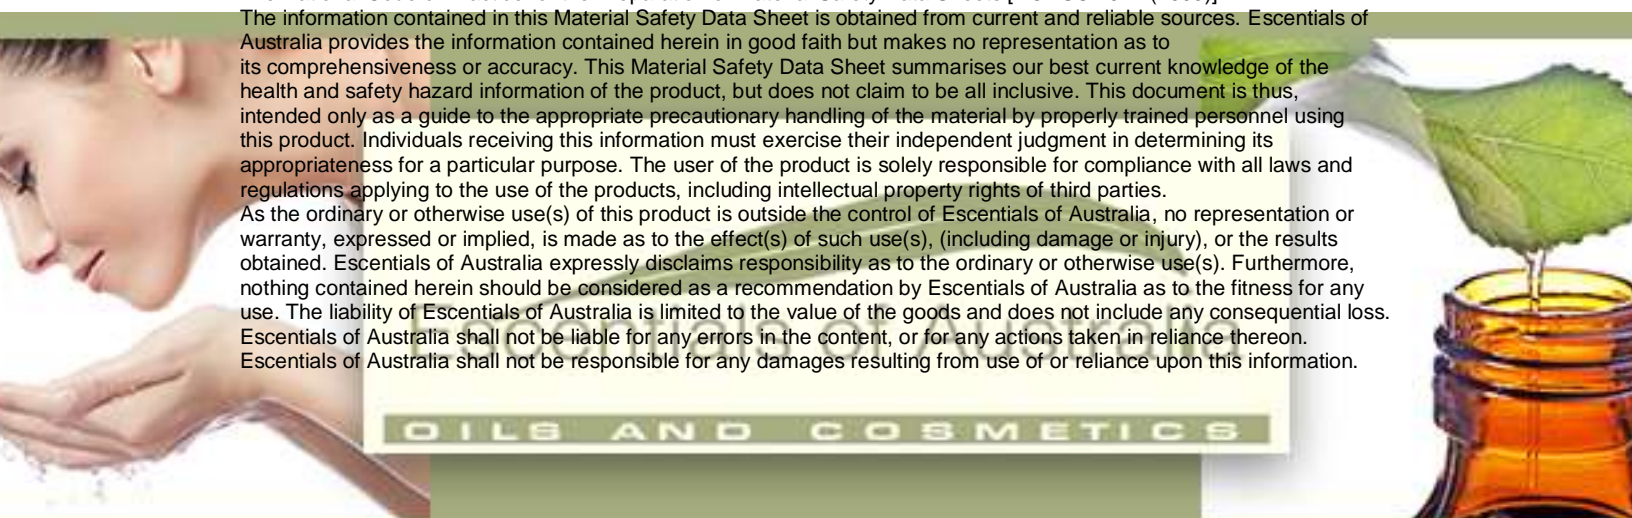 The information contained in this Material Safety Data Sheet is obtained from current and reliable sources. Escentials of
Australia provides the information contained herein in good faith but makes no representation as to
its comprehensiveness or accuracy. This Material Safety Data Sheet summarises our best current knowledge of the
health and safety hazard information of the product, but does not claim to be all inclusive. This document is thus,
intended only as a guide to the appropriate precautionary handling of the material by properly trained personnel using
this product. Individuals receiving this information must exercise their independent judgment in determining its
appropriateness for a particular purpose. The user of the product is solely responsible for compliance with all laws and
regulations applying to the use of the products, including intellectual property rights of third parties.
As the ordinary or otherwise use(s) of this product is outside the control of Escentials of Australia, no representation or
warranty, expressed or implied, is made as to the effect(s) of such use(s), (including damage or injury), or the results
obtained. Escentials of Australia expressly disclaims responsibility as to the ordinary or otherwise use(s). Furthermore,
nothing contained herein should be considered as a recommendation by Escentials of Australia as to the fitness for any
use. The liability of Escentials of Australia is limited to the value of the goods and does not include any consequential loss.
Escentials of Australia shall not be liable for any errors in the content, or for any actions taken in reliance thereon.
Escentials of Australia shall not be responsible for any damages resulting from use of or reliance upon this information.
Escentials of Australia
OILS AND COSMETICS